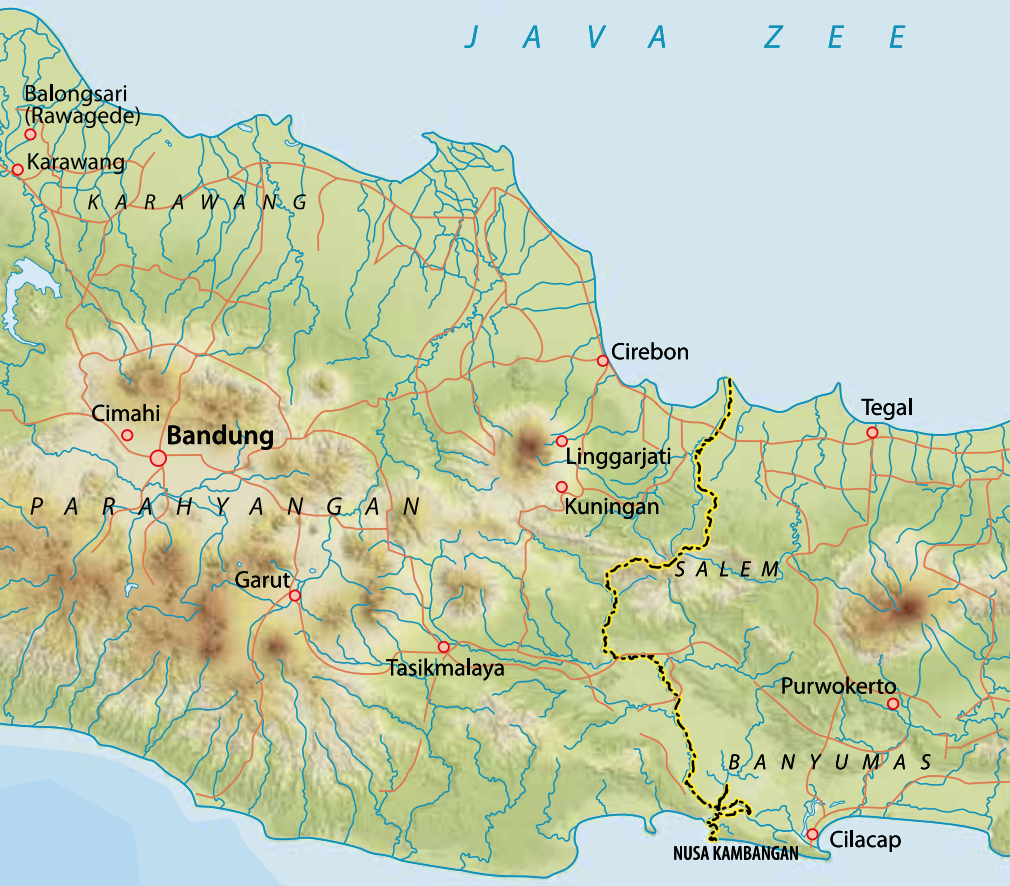 JAVA ZEE
Balongsari
(Rawagede)
Karawang
KARAWANG
Cirebon
Cimahi
Bandung
Tegal
Linggarjati
Kuningan
PARAHYANGAN
SALEM
Garut
Tasikmalaya
Purwokerto
BANYUMAS
Cilacap
NUSA KAMBANGAN